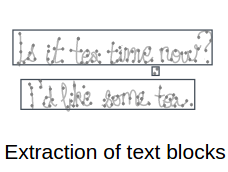 Is it tea time now?
I'd like some tea.
Extraction of text blocks